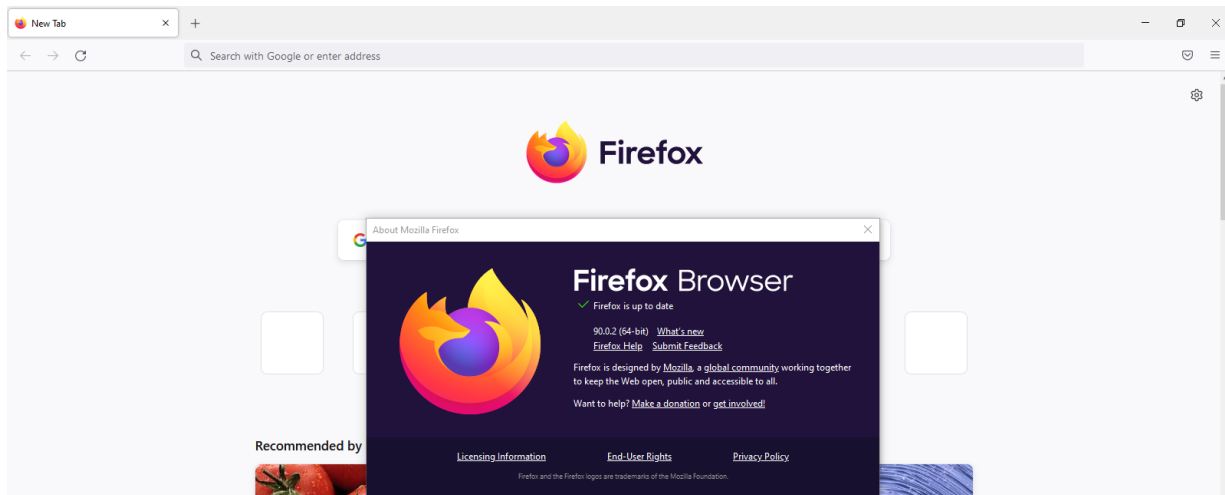 New Tab
Search with Google or enter address
Firefox
About Mozilla Firefox
Firefox Browser
Firefox is up to date
90.0.2 (64-bit) What's new
Firefox Help Submit Feedback
Firefox is designed by Mozilla, a global community working together
to keep the Web open, public and accessible to all.
Want to help? Make a donation or get involved!
Recommended by
Licensing Information End-User Rights Privacy Policy
Firefox and the Firefox logos are trademarks of the Mozilla Foundation.